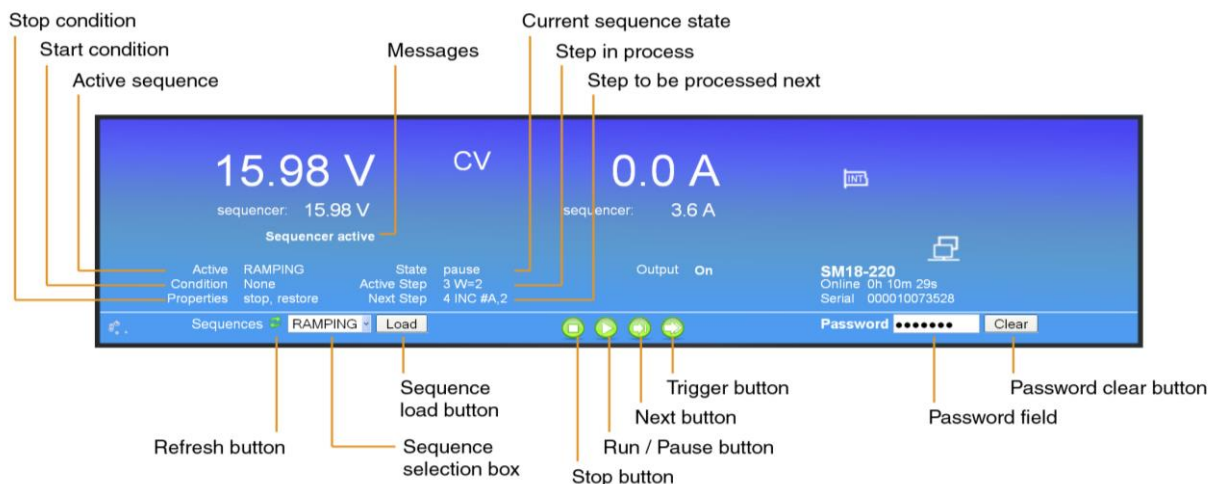 Stop condition
Current sequence state
Start condition
Messages
Step in process
Active sequence
Step to be processed next
15.98 V
CV
0.0 A
INT
sequencer: 15.98 V
sequencer: 3.6 A
Sequencer active
Active RAMPING State pause Output On SM18-220
Condition None Active Step 3 W=2 Online 0h 10m 29s
Properties stop, restore Next Step 4 INC #A,2 Serial 000010073528
Sequences RAMPING Load Password ●●●●●●● Clear
Sequence
load button
Trigger button
Password clear button
Next button
Password field
Refresh button
Sequence
selection box
Run / Pause button
Stop button